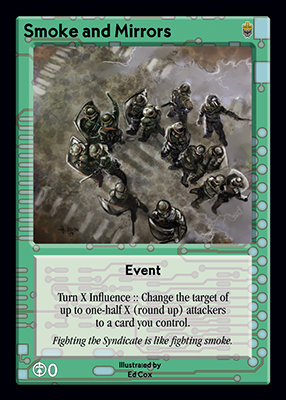 Smoke and Mirrors
Event
Turn X Influence :: Change the target of
up to one-half X (round up) attackers
to a card you control.
Fighting the Syndicate is like fighting smoke.
0
Illustrated by
Ed Cox